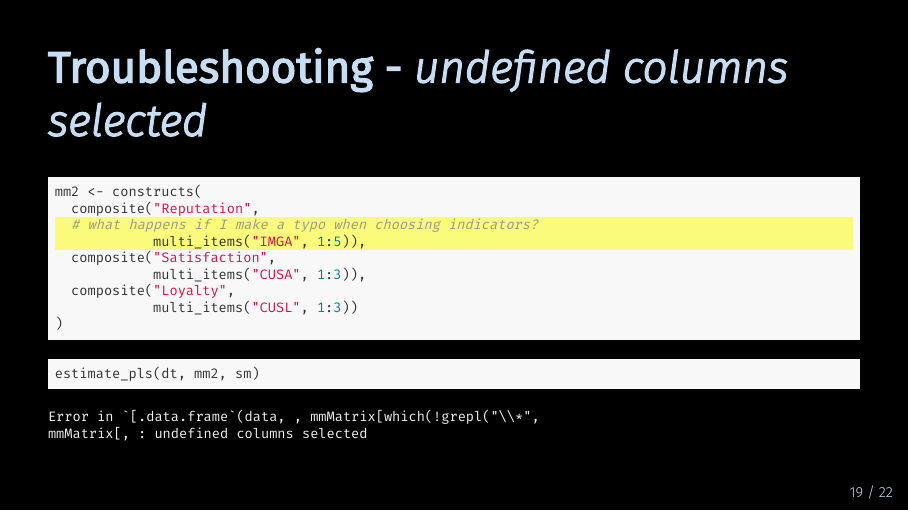 Troubleshooting - undefined columns
selected
mm2 <- constructs(
  composite("Reputation",
  # what happens if I make a typo when choosing indicators?
            multi_items("IMGA", 1:5)),
  composite("Satisfaction",
            multi_items("CUSA", 1:3)),
  composite("Loyalty",
            multi_items("CUSL", 1:3))
)
estimate_pls(dt, mm2, sm)
Error in `[.data.frame`(data, , mmMatrix[which(!grepl("\\*",
mmMatrix[, : undefined columns selected
19 / 22